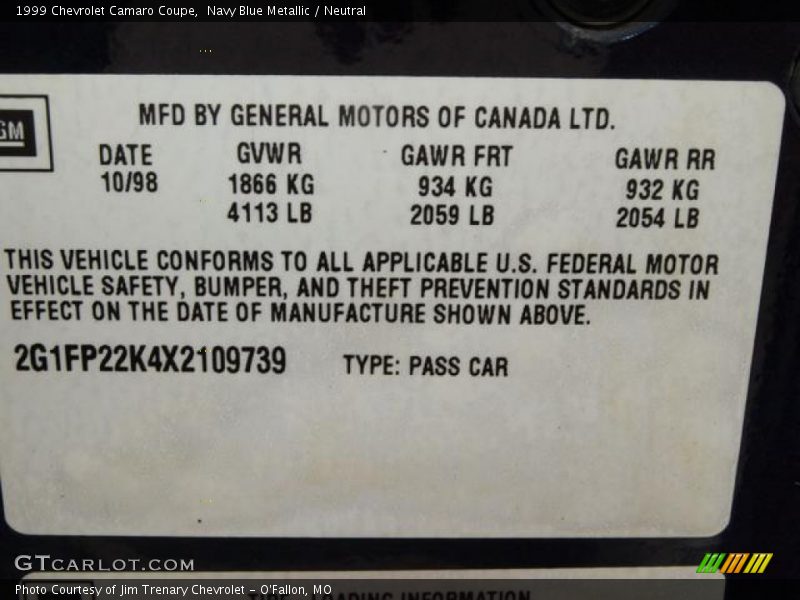 1999 Chevrolet Camaro Coupe,  Navy Blue Metallic / Neutral
GM
MFD BY GENERAL MOTORS OF CANADA LTD.
DATE GVWR GAWR FRT GAWR RR
10/98 1866 KG 934 KG 932 KG
4113 LB 2059 LB 2054 LB
THIS VEHICLE CONFORMS TO ALL APPLICABLE U.S. FEDERAL MOTOR
VEHICLE SAFETY, BUMPER, AND THEFT PREVENTION STANDARDS IN
EFFECT ON THE DATE OF MANUFACTURE SHOWN ABOVE.
2G1FP22K4X2109739 TYPE: PASS CAR
GTCARLOT.COM
Photo Courtesy of Jim Trenary Chevrolet - O'Fallon, MO
LOADING INFORMATION